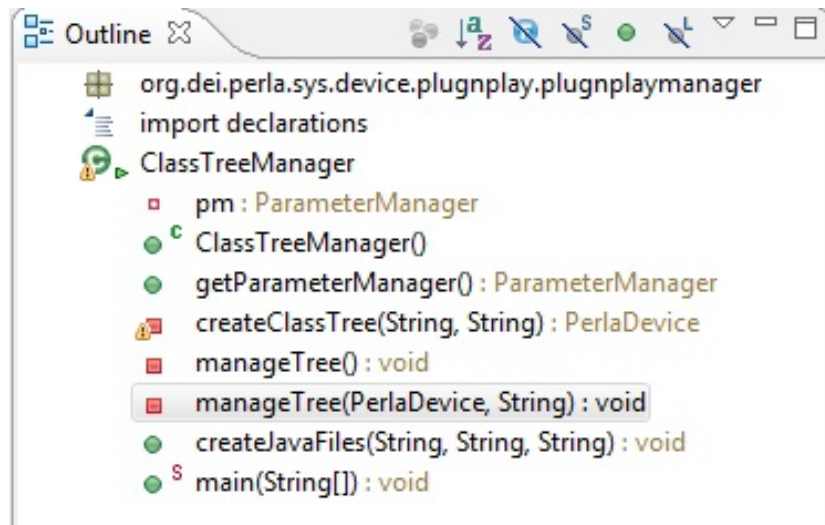 Outline
org.dei.perla.sys.device.plugnplay.plugnplaymanager
import declarations
ClassTreeManager
pm : ParameterManager
ClassTreeManager()
getParameterManager() : ParameterManager
createClassTree(String, String) : PerlaDevice
manageTree() : void
manageTree(PerlaDevice, String) : void
createJavaFiles(String, String, String) : void
main(String[]) : void